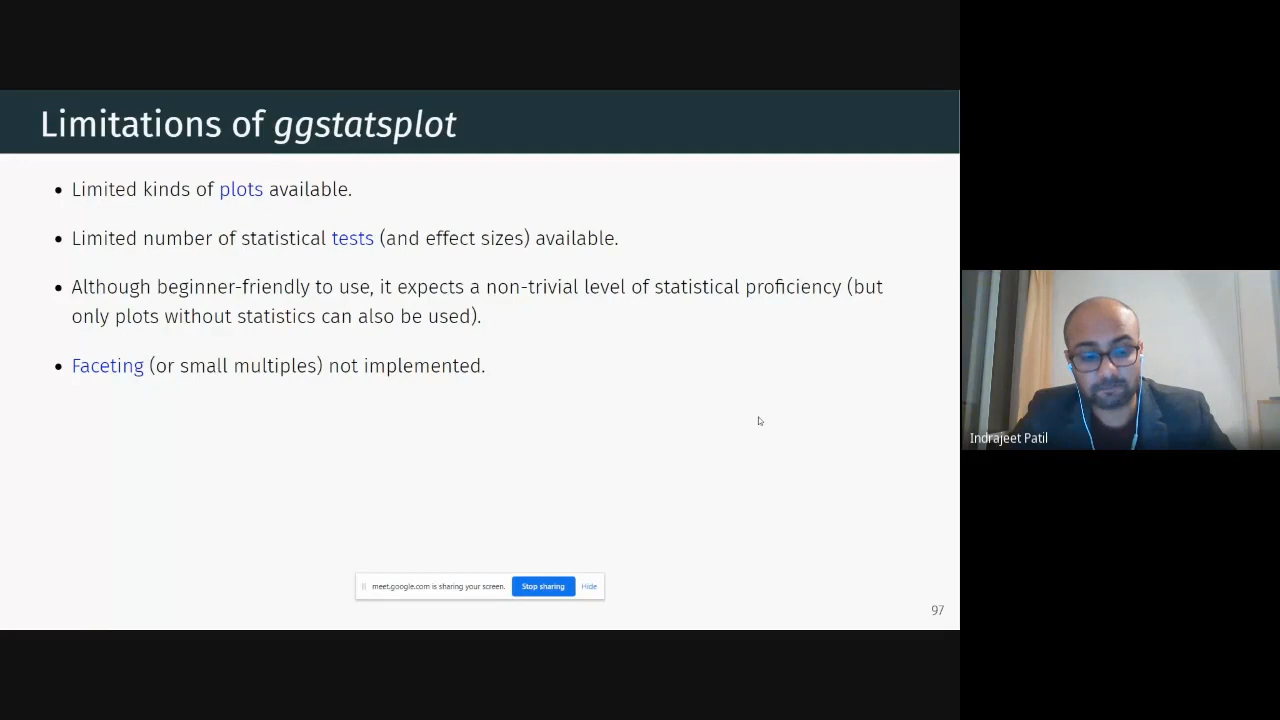 Limitations of ggstatsplot
• Limited kinds of plots available.
• Limited number of statistical tests (and effect sizes) available.
• Although beginner-friendly to use, it expects a non-trivial level of statistical proficiency (but
only plots without statistics can also be used).
• Faceting (or small multiples) not implemented.
Indrajeet Patil
meet.google.com is sharing your screen. Stop sharing Hide
97